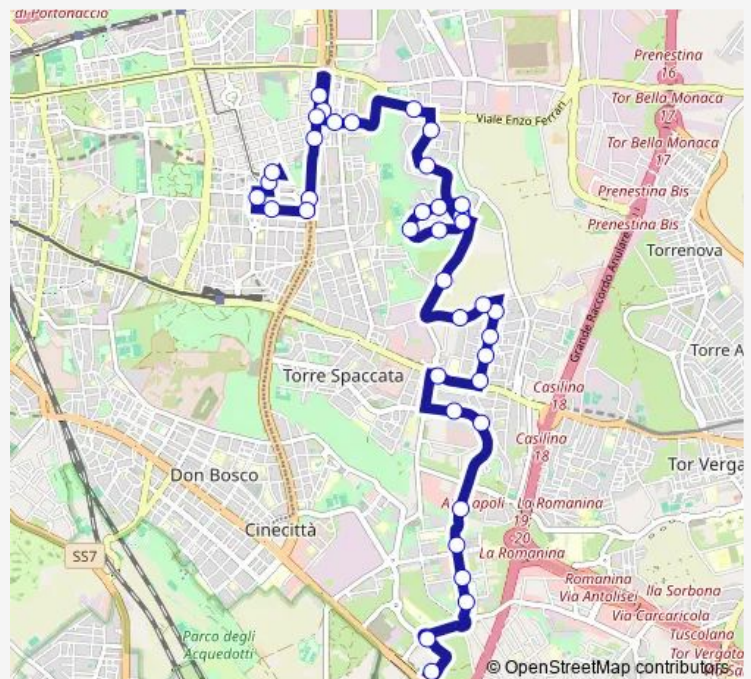 di Portonaccio
Prenestina
16
Tor Bella Monaca
17
Viale Enzo Ferrari
Tor Bella Monaca
17
Prenestina Bis
Prenestina Bis
Torrenova
Grande Raccordo Anulare
Torre A
Torre Spaccata
Casilina
18
Casilina
18
Tor Verga
Don Bosco
Cinecittà
La Romanina
19;
20
La Romanina
SS7
Romanina
Via Antolisei
Ila Sorbona
Via Carcaricola
Parco degli
Acquedotti
Tuscolana
Tor Vergata
© OpenStreetMap contributors